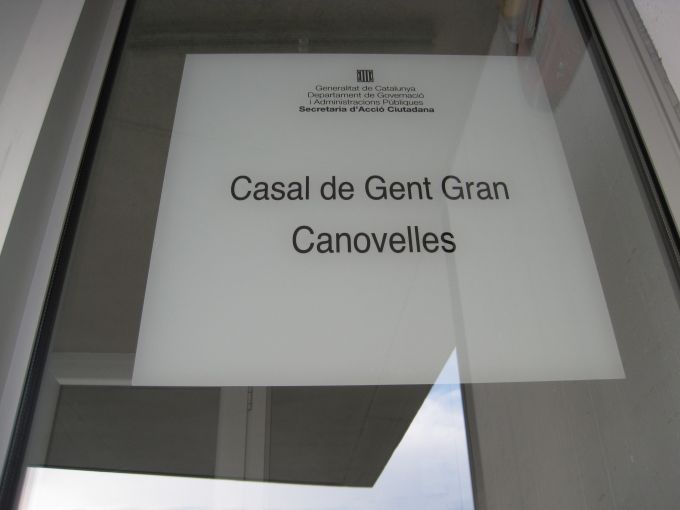 Generalitat de Catalunya
Departament de Governació
i Administracions Públiques
Secretaria d'Acció Ciutadana
Casal de Gent Gran
Canovelles